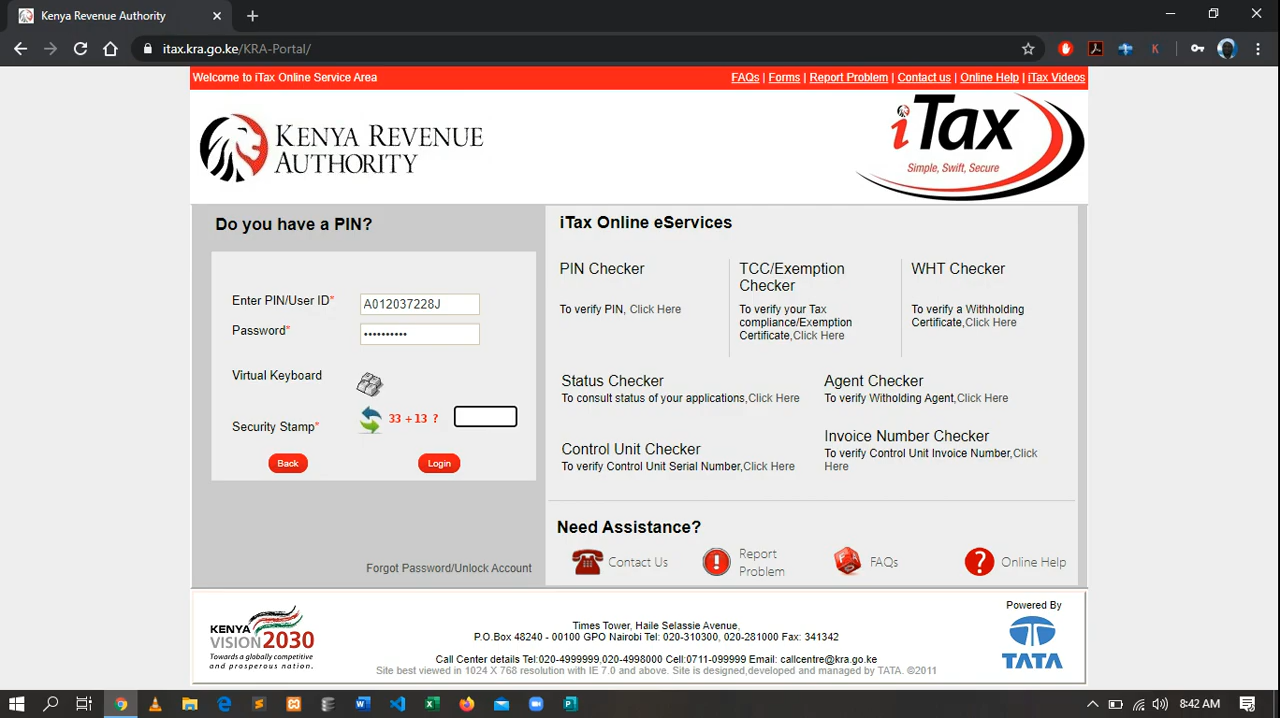 Kenya Revenue Authority
itax.kra.go.ke/KRA-Portal/
K
Welcome to iTax Online Service Area
FAQs | Forms | Report Problem | Contact us | Online Help | iTax Videos
KENYA REVENUE
AUTHORITY
iTax
Simple, Swift, Secure
Do you have a PIN?
Enter PIN/User ID*
A012037228J
Password*
••••••••••
Virtual Keyboard
Security Stamp*
33 + 13 ?
Back
Login
Forgot Password/Unlock Account
iTax Online eServices
PIN Checker
To verify PIN, Click Here
TCC/Exemption
Checker
To verify your Tax
compliance/Exemption
Certificate,Click Here
WHT Checker
To verify a Withholding
Certificate,Click Here
Status Checker
To consult status of your applications,Click Here
Agent Checker
To verify Witholding Agent,Click Here
Control Unit Checker
To verify Control Unit Serial Number,Click Here
Invoice Number Checker
To verify Control Unit Invoice Number,Click
Here
Need Assistance?
Contact Us
Report
Problem
FAQs
Online Help
KENYA
VISION 2030
Towards a globally competitive
and prosperous nation.
Times Tower, Haile Selassie Avenue,
P.O.Box 48240 - 00100 GPO Nairobi Tel: 020-310300, 020-281000 Fax: 341342
Call Center details Tel:020-4999999,020-4998000 Cell:0711-099999 Email: callcentre@kra.go.ke
Site best viewed in 1024 X 768 resolution with IE 7.0 and above. Site is designed,developed and managed by TATA. ©2011
Powered By
TATA
8:42 AM